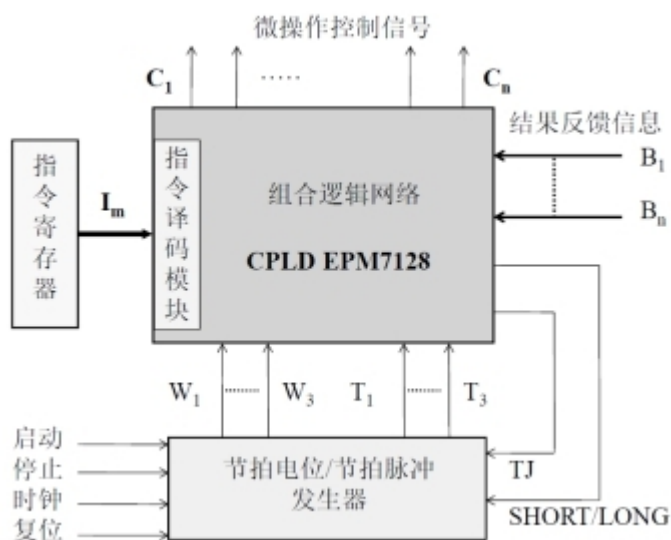 微操作控制信号
C1 ..... Cn
结果反馈信息
B1
Bn
指令寄存器
Im
指令译码模块
组合逻辑网络
CPLD EPM7128
W1 W3 T1 T3
启动
停止
时钟
复位
节拍电位/节拍脉冲
发生器
TJ
SHORT/LONG